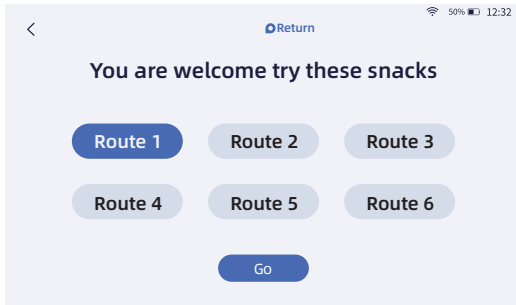 50% 12:32
Return
You are welcome try these snacks
Route 1 Route 2 Route 3
Route 4 Route 5 Route 6
Go